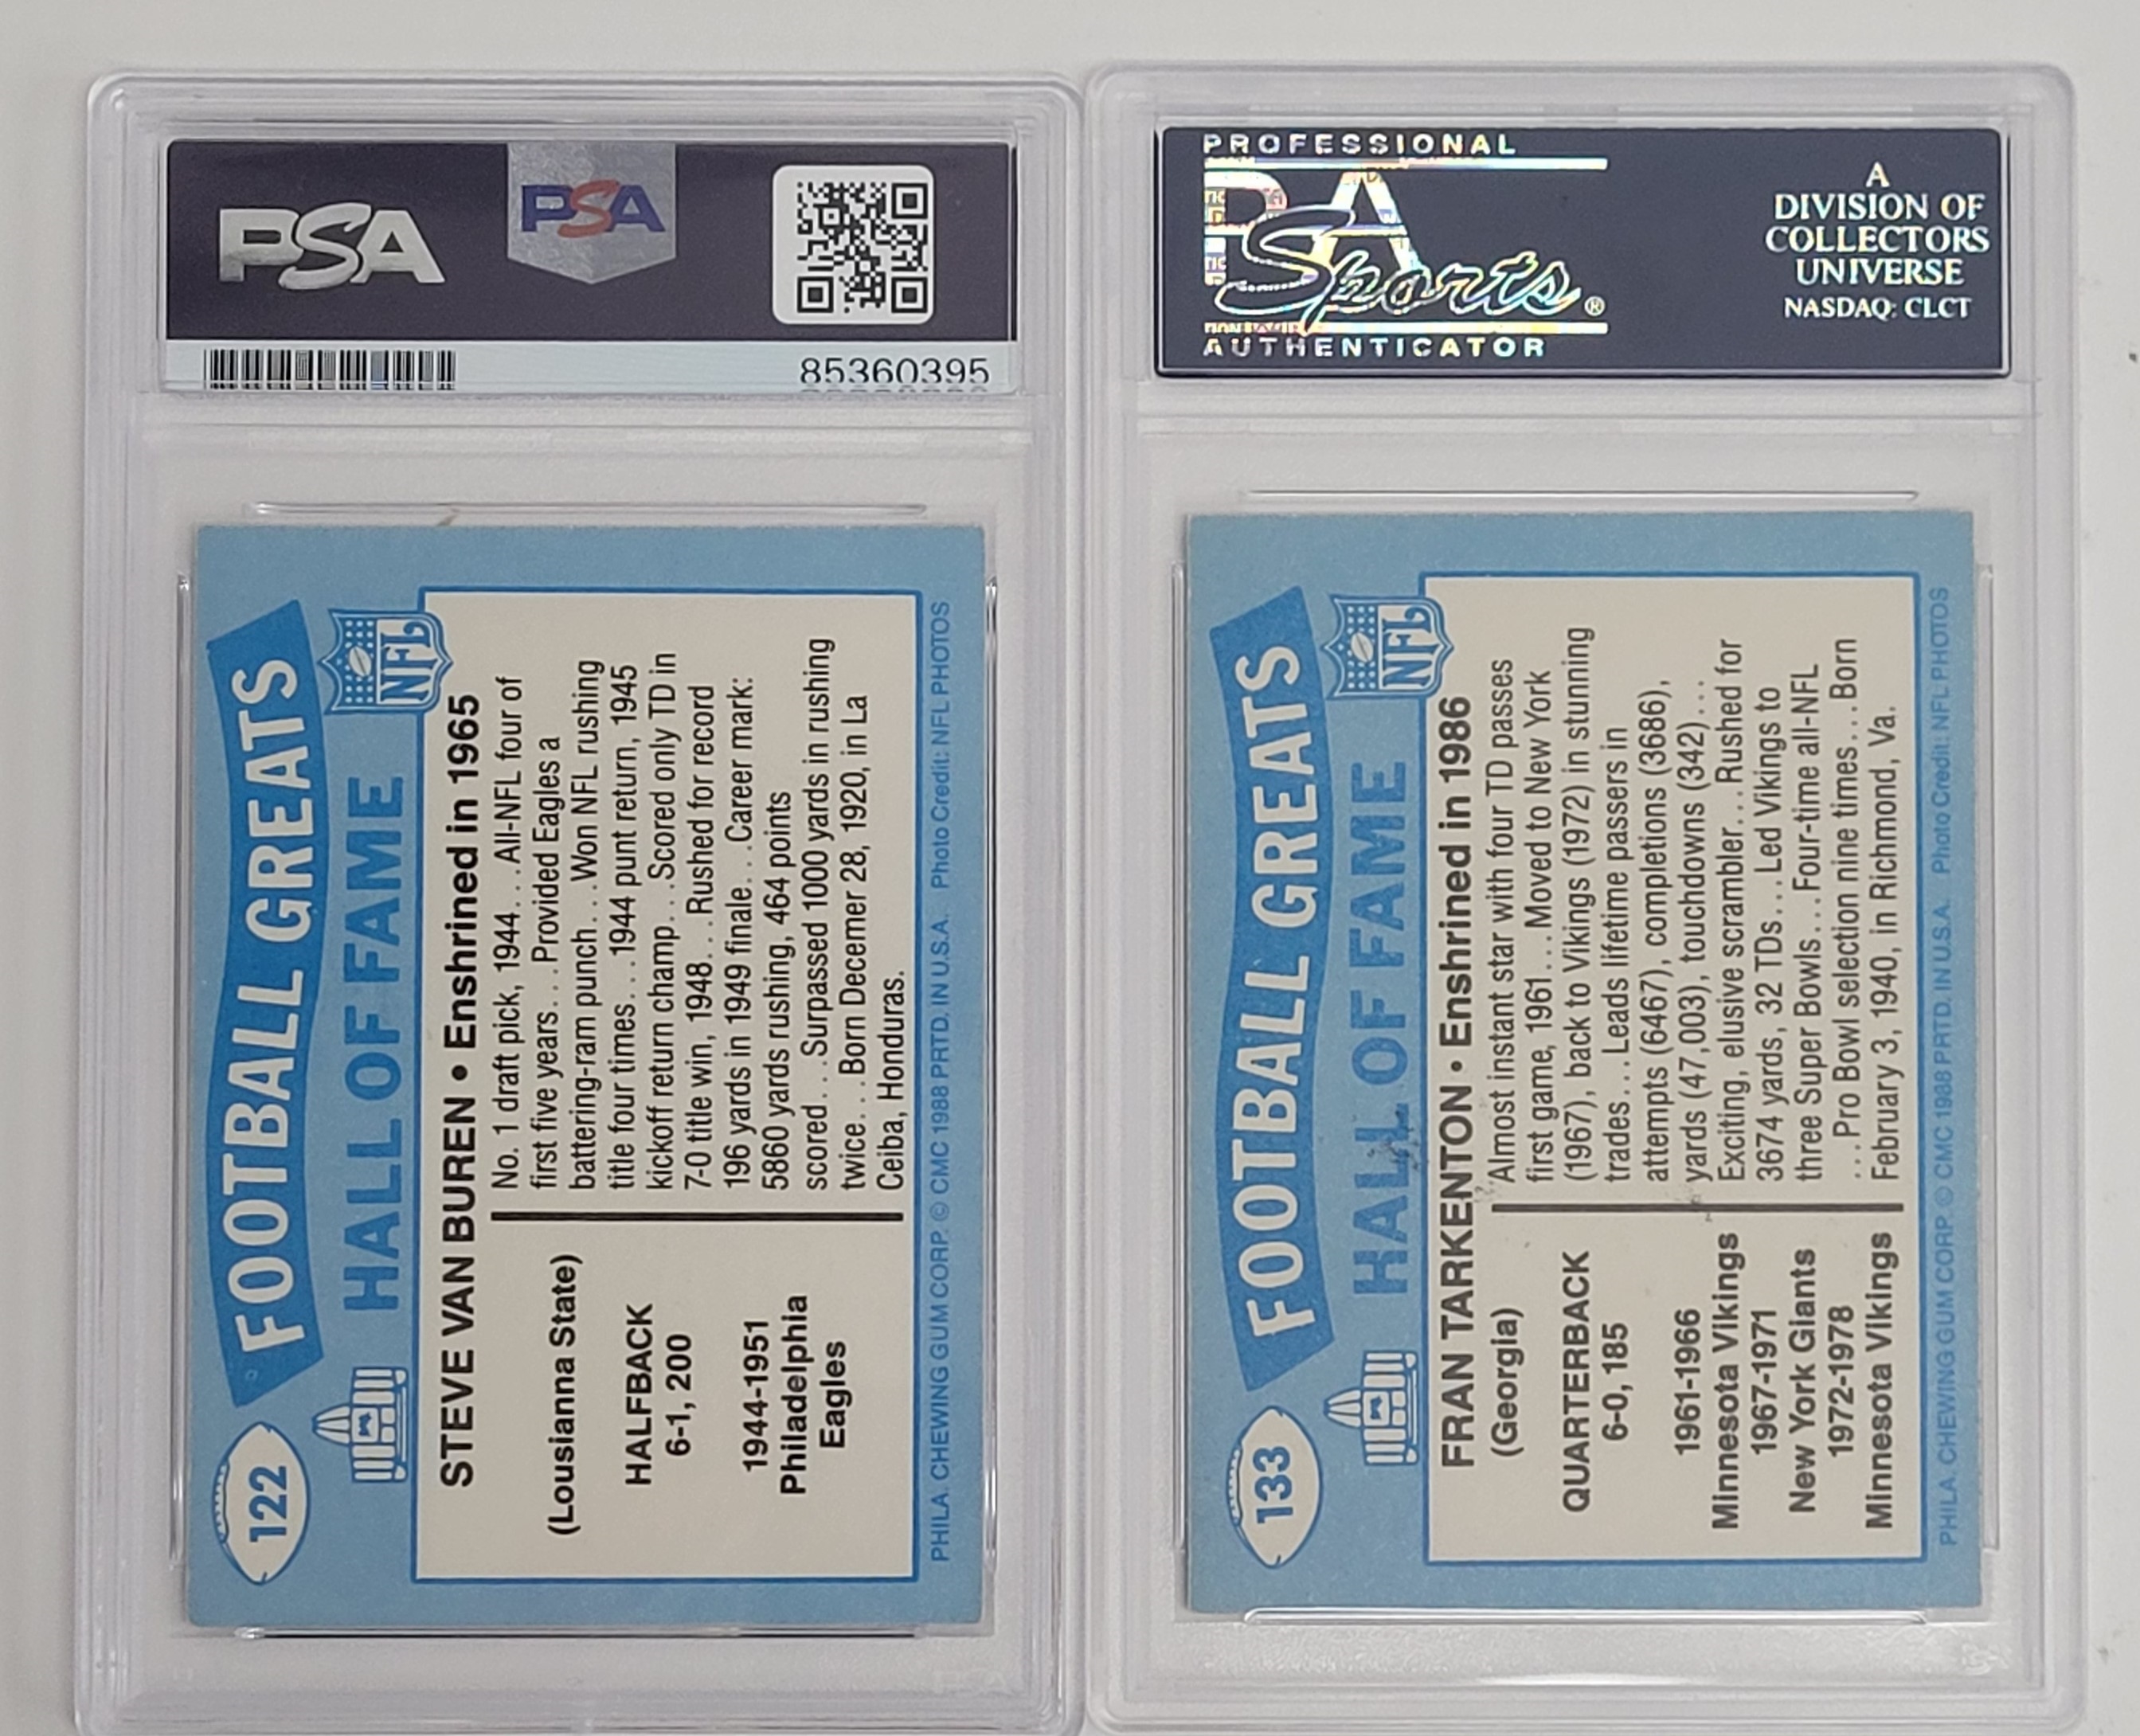 PSA
PSA
85360395
122
FOOTBALL GREATS
HALL OF FAME
NFL
STEVE VAN BUREN • Enshrined in 1965
(Lousianna State)
HALFBACK
6-1, 200
1944-1951
Philadelphia
Eagles
No. 1 draft pick, 1944...All-NFL four of
first five years...Provided Eagles a
battering-ram punch...Won NFL rushing
title four times...1944 punt return, 1945
kickoff return champ...Scored only TD in
7-0 title win, 1948...Rushed for record
196 yards in 1949 finale...Career mark:
5860 yards rushing, 464 points
scored...Surpassed 1000 yards in rushing
twice...Born Decemer 28, 1920, in La
Ceiba, Honduras.
PHILA. CHEWING GUM CORP. © CMC 1988 PRTD. IN U.S.A. Photo Credit: NFL PHOTOS
PROFESSIONAL
PSA
Sports®
AUTHENTICATOR
A
DIVISION OF
COLLECTORS
UNIVERSE
NASDAQ: CLCT
133
FOOTBALL GREATS
HALL OF FAME
NFL
FRAN TARKENTON • Enshrined in 1986
(Georgia)
QUARTERBACK
6-0, 185
1961-1966
Minnesota Vikings
1967-1971
New York Giants
1972-1978
Minnesota Vikings
Almost instant star with four TD passes
first game, 1961...Moved to New York
(1967), back to Vikings (1972) in stunning
trades...Leads lifetime passers in
attempts (6467), completions (3686),
yards (47,003), touchdowns (342)...
Exciting, elusive scrambler...Rushed for
3674 yards, 32 TDs...Led Vikings to
three Super Bowls...Four-time all-NFL
...Pro Bowl selection nine times...Born
February 3, 1940, in Richmond, Va.
PHILA. CHEWING GUM CORP. © CMC 1988 PRTD. IN U.S.A. Photo Credit: NFL PHOTOS